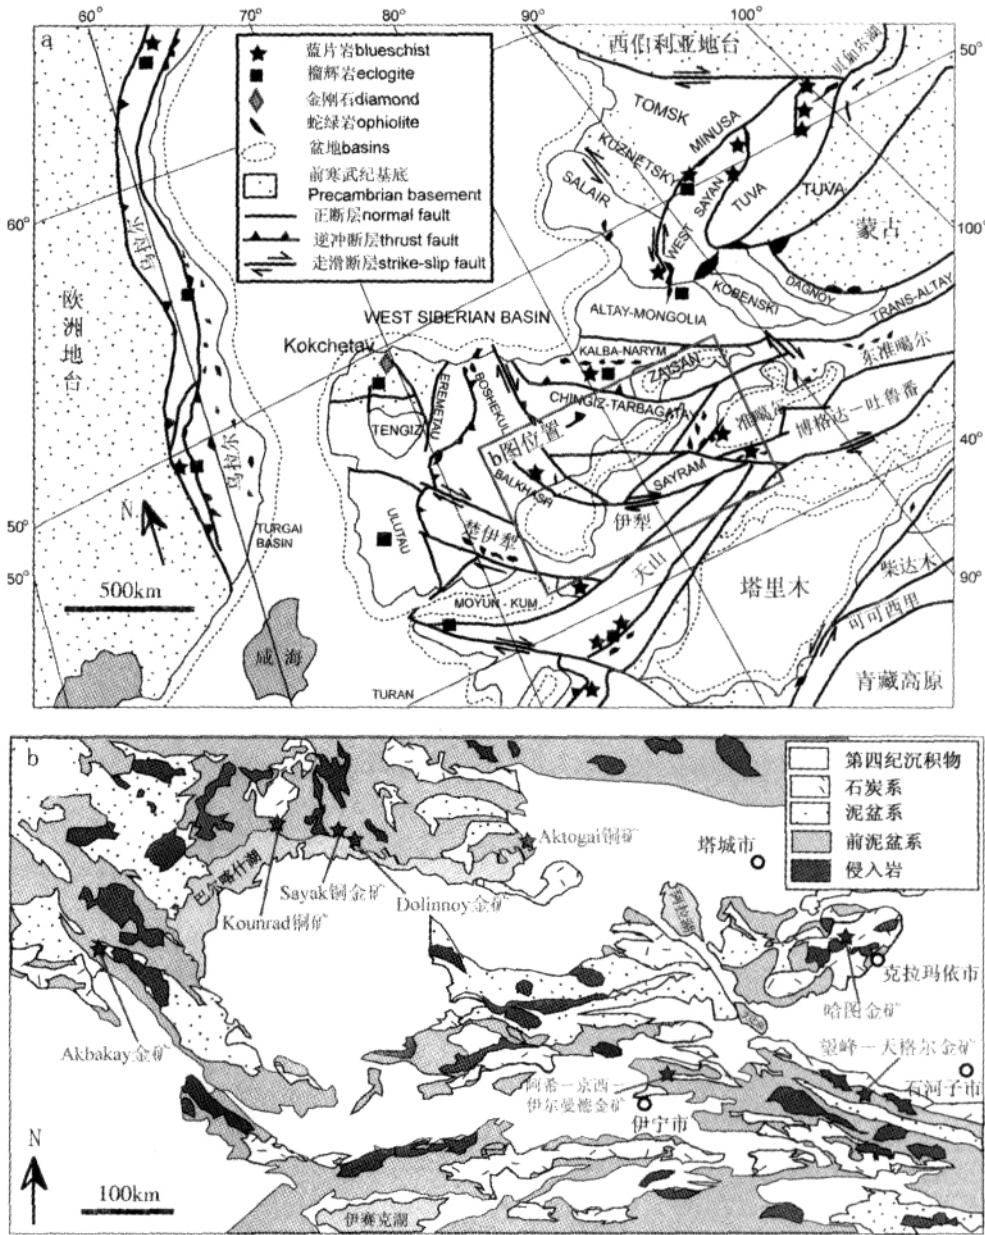 a
60°
70°
80°
90°
100°
50°
蓝片岩blueschist
榴辉岩eclogite
金刚石diamond
蛇绿岩ophiolite
盆地basins
前寒武纪基底
Precambrian basement
正断层normal fault
逆冲断层thrust fault
走滑断层strike-slip fault
西伯利亚地台
贝加尔湖
TOMSK
MINUSA
KUZNETSKY
SALAIR
WEST SAYAN
TUVA
TUVA
蒙古
100°
60°
乌拉尔
欧洲地台
WEST SIBERIAN BASIN
ALTAY-MONGOLIA
KOBENSKI
DAGNOY
TRANS-ALTAY
Kokchetav
KALBA-NARYM
ZAISAN
东准噶尔
TENGIZ
EREMETAU
BOSHEKUL
CHINGIZ-TARBAGATAY
准噶尔
博格达-吐鲁番
40°
b图位置
乌拉尔
BALKHASH
SAYRAM
N
50°
TURGAI
BASIN
ULUTAU
楚伊犁
伊犁
天山
塔里木
柴达木
90°
50°
500km
MOYUN-KUM
可可西里
咸海
TURAN
青藏高原
60°
70°
80°
90°
b
第四纪沉积物
石炭系
泥盆系
前泥盆系
侵入岩
Aktogai铜矿
塔城市
巴尔喀什湖
Sayak铜金矿
Dolinnoy金矿
Kounrad铜矿
阿拉湖
克拉玛依市
哈图金矿
Akbakay金矿
望峰-天格尔金矿
阿希-京西-
伊尔曼德金矿
石河子市
伊宁市
N
100km
伊赛克湖